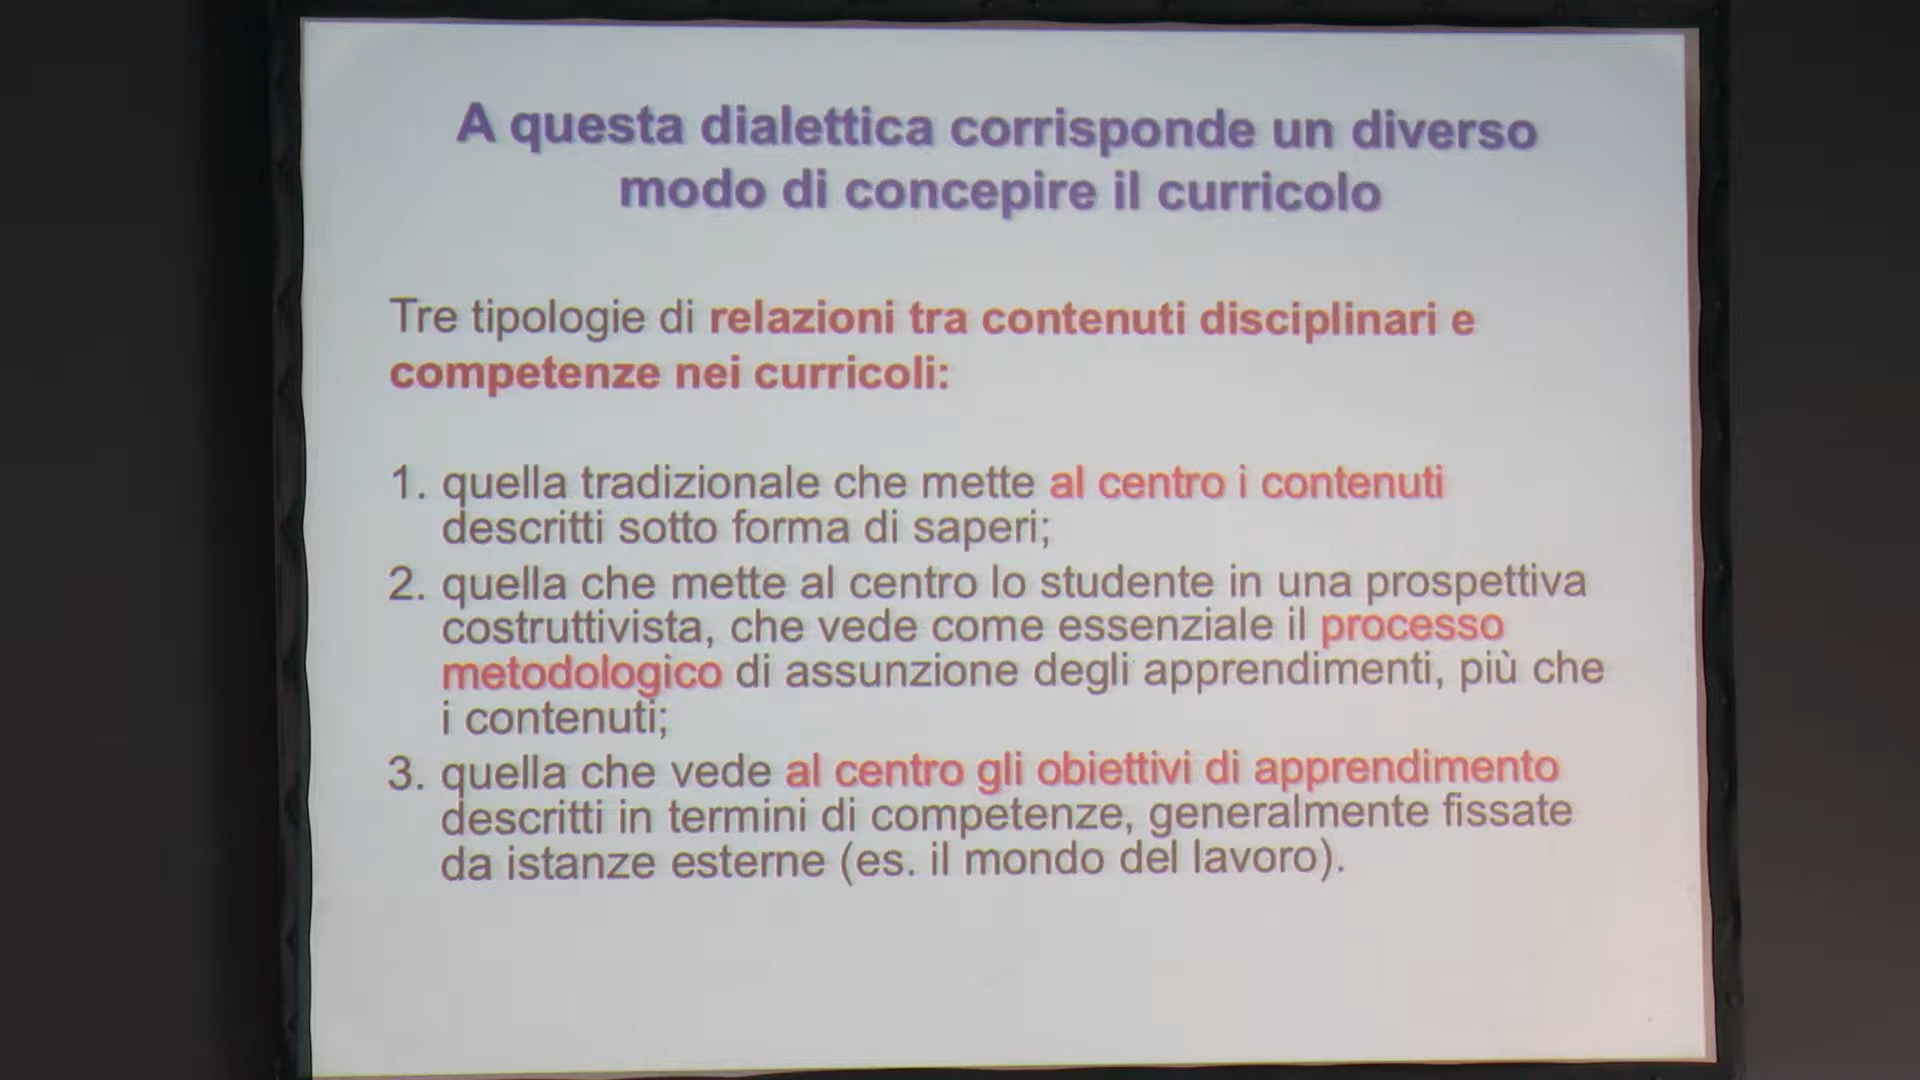 A questa dialettica corrisponde un diverso
modo di concepire il curricolo
Tre tipologie di relazioni tra contenuti disciplinari e
competenze nei curricoli:
1. quella tradizionale che mette al centro i contenuti
descritti sotto forma di saperi;
2. quella che mette al centro lo studente in una prospettiva
costruttivista, che vede come essenziale il processo
metodologico di assunzione degli apprendimenti, più che
i contenuti;
3. quella che vede al centro gli obiettivi di apprendimento
descritti in termini di competenze, generalmente fissate
da istanze esterne (es. il mondo del lavoro).